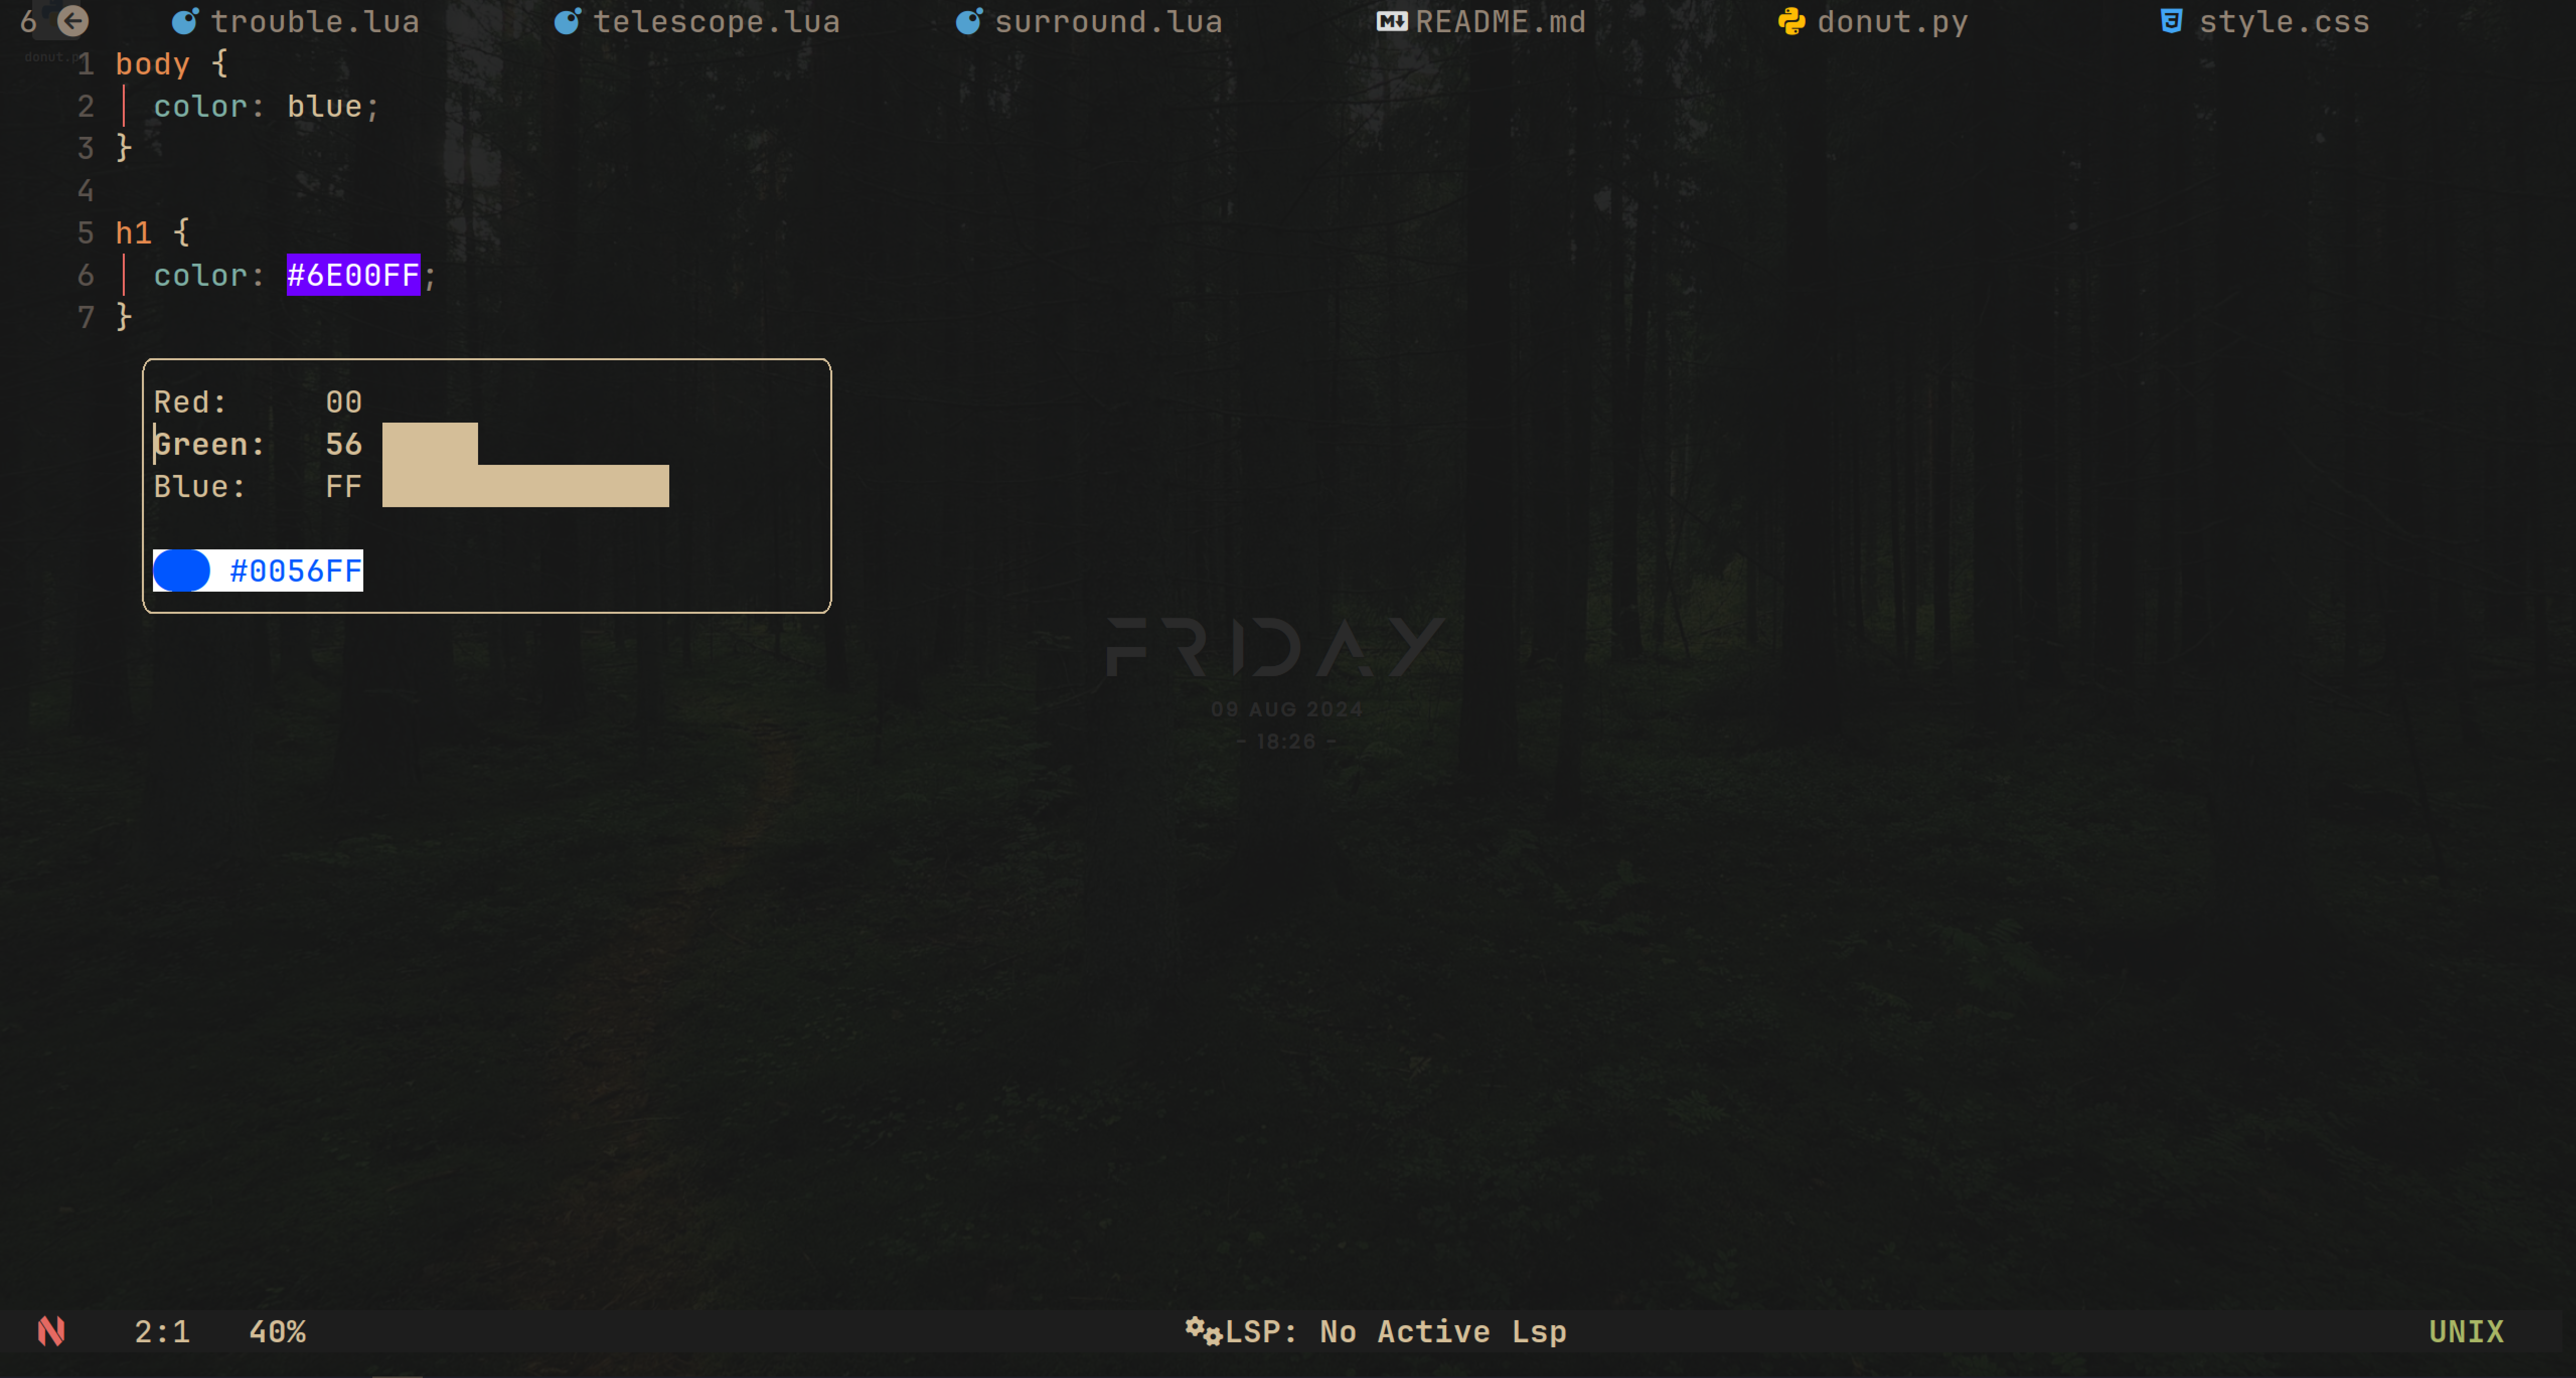 6 trouble.lua telescope.lua surround.lua README.md donut.py style.css
donut.p
1 body {
2 color: blue;
3 }
4
5 h1 {
6 color: #6E00FF;
7 }
Red: 00
Green: 56
Blue: FF
#0056FF
FRIDAY
09 AUG 2024
- 18:26 -
2:1 40% LSP: No Active Lsp UNIX